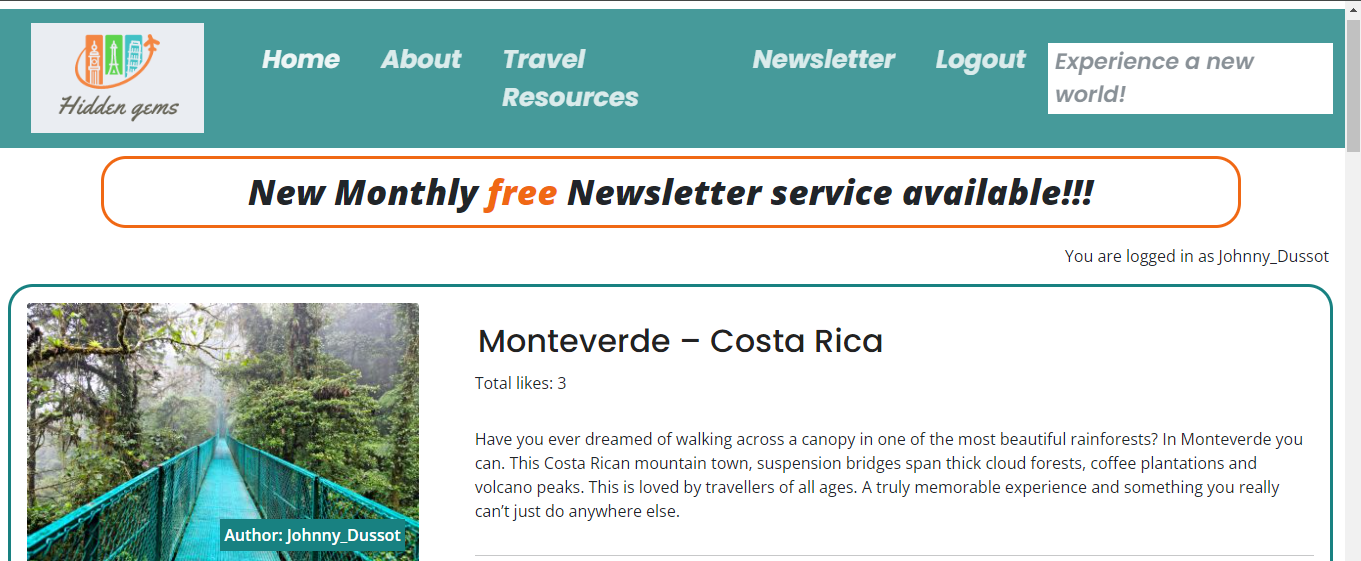 Hidden gems
Home
About
Travel
Resources
Newsletter
Logout
Experience a new
world!
New Monthly free Newsletter service available!!!
You are logged in as Johnny_Dussot
Monteverde – Costa Rica
Total likes: 3
Have you ever dreamed of walking across a canopy in one of the most beautiful rainforests? In Monteverde you
can. This Costa Rican mountain town, suspension bridges span thick cloud forests, coffee plantations and
volcano peaks. This is loved by travellers of all ages. A truly memorable experience and something you really
can’t just do anywhere else.
Author: Johnny_Dussot